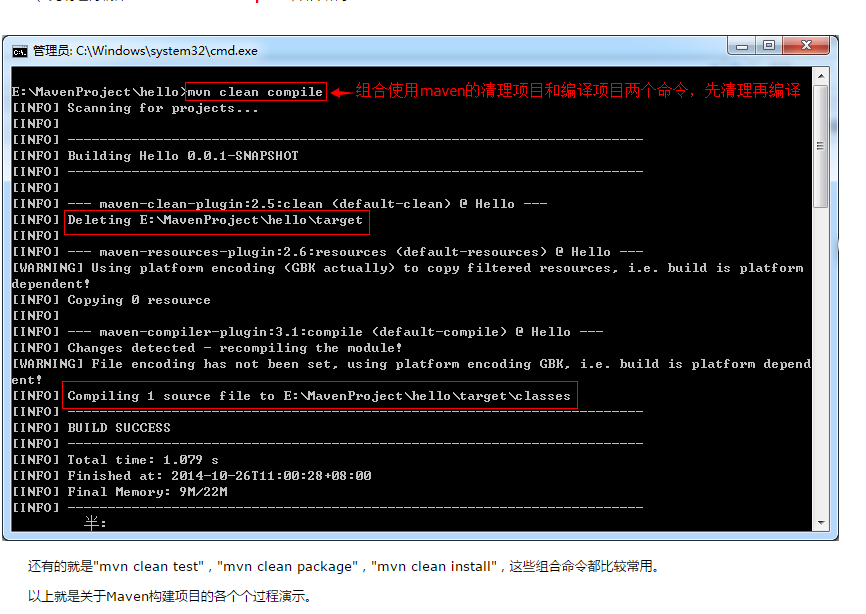 管理员: C:\Windows\system32\cmd.exe
E:\MavenProject\hello>mvn clean compile 组合使用maven的清理项目和编译项目两个命令，先清理再编译
[INFO] Scanning for projects...
[INFO]
[INFO] ------------------------------------------------------------------------
[INFO] Building Hello 0.0.1-SNAPSHOT
[INFO] ------------------------------------------------------------------------
[INFO]
[INFO] --- maven-clean-plugin:2.5:clean (default-clean) @ Hello ---
[INFO] Deleting E:\MavenProject\hello\target
[INFO]
[INFO] --- maven-resources-plugin:2.6:resources (default-resources) @ Hello ---
[WARNING] Using platform encoding (GBK actually) to copy filtered resources, i.e. build is platform
dependent!
[INFO] Copying 0 resource
[INFO]
[INFO] --- maven-compiler-plugin:3.1:compile (default-compile) @ Hello ---
[INFO] Changes detected - recompiling the module!
[WARNING] File encoding has not been set, using platform encoding GBK, i.e. build is platform depend
ent!
[INFO] Compiling 1 source file to E:\MavenProject\hello\target\classes
[INFO] ------------------------------------------------------------------------
[INFO] BUILD SUCCESS
[INFO] ------------------------------------------------------------------------
[INFO] Total time: 1.079 s
[INFO] Finished at: 2014-10-26T11:00:28+08:00
[INFO] Final Memory: 9M/22M
[INFO] ------------------------------------------------------------------------
半:
还有的就是"mvn clean test"，"mvn clean package"，"mvn clean install"，这些组合命令都比较常用。
以上就是关于Maven构建项目的各个个过程演示。